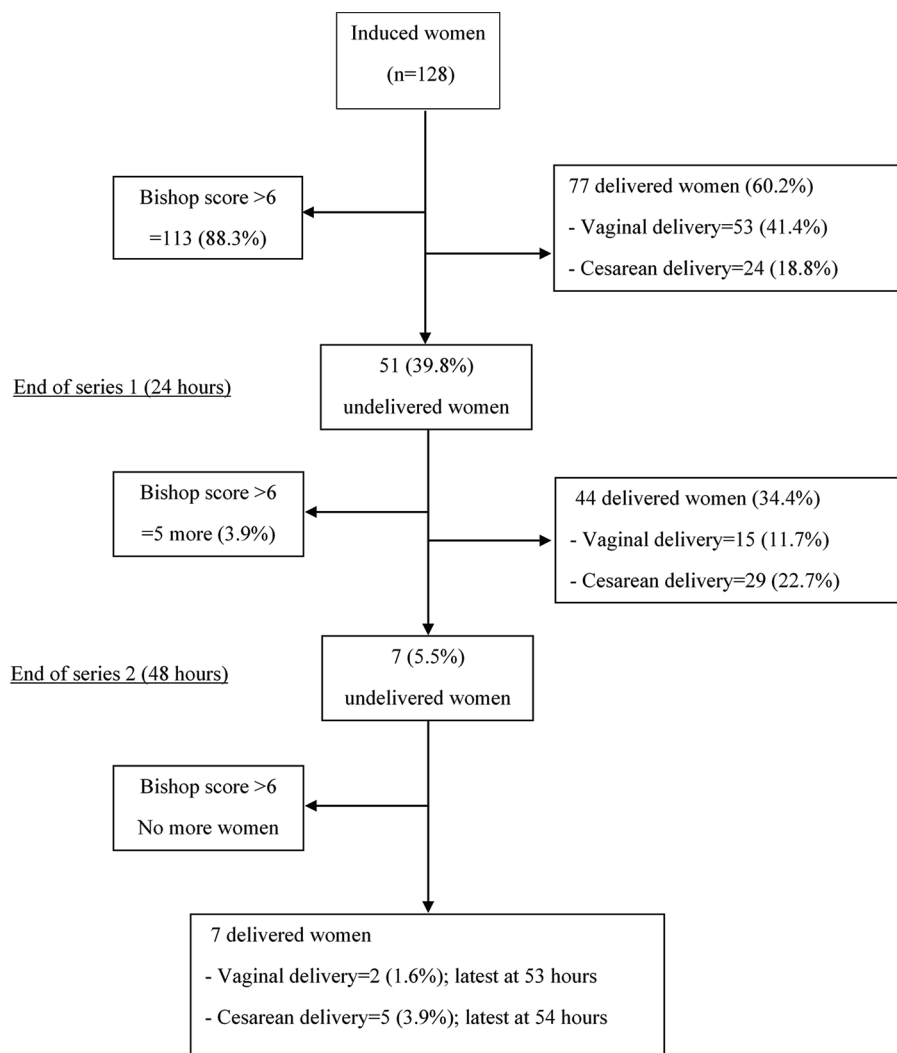 Induced women
(n=128)
Bishop score >6
=113 (88.3%)
77 delivered women (60.2%)
- Vaginal delivery=53 (41.4%)
- Cesarean delivery=24 (18.8%)
51 (39.8%)
undelivered women
End of series 1 (24 hours)
Bishop score >6
=5 more (3.9%)
44 delivered women (34.4%)
- Vaginal delivery=15 (11.7%)
- Cesarean delivery=29 (22.7%)
7 (5.5%)
undelivered women
End of series 2 (48 hours)
Bishop score >6
No more women
7 delivered women
- Vaginal delivery=2 (1.6%); latest at 53 hours
- Cesarean delivery=5 (3.9%); latest at 54 hours